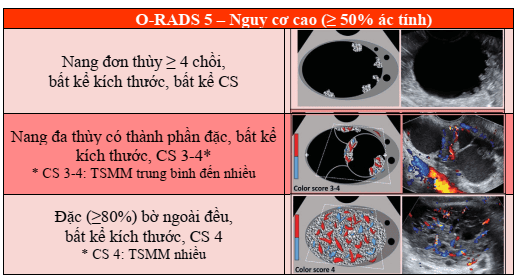 O-RADS 5 – Nguy cơ cao (≥ 50% ác tính)
Nang đơn thùy ≥ 4 chồi,
bất kể kích thước, bất kể CS
Nang đa thùy có thành phần đặc, bất kể
kích thước, CS 3-4*
* CS 3-4: TSMM trung bình đến nhiều
Color score 3-4
Đặc (≥80%) bờ ngoài đều,
bất kể kích thước, CS 4
* CS 4: TSMM nhiều
Color score 4